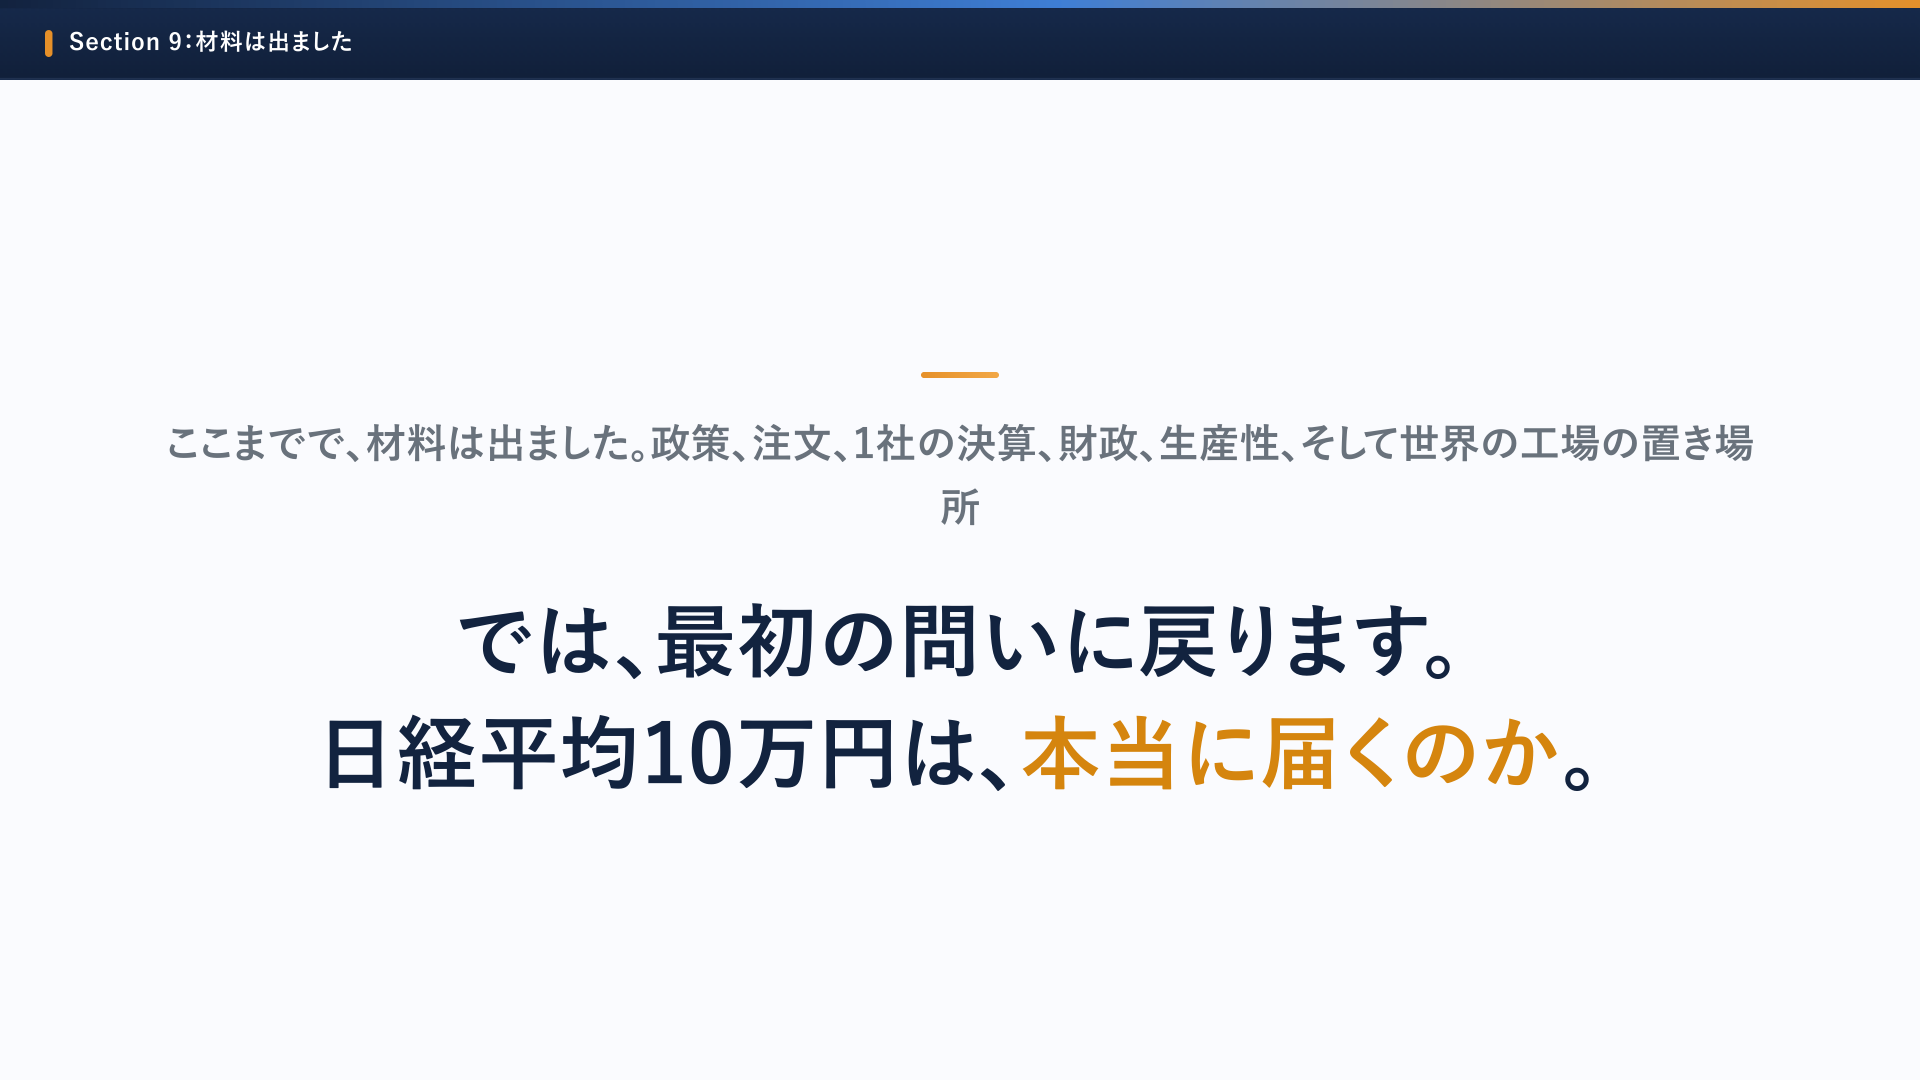 Section 9：材料は出ました
ここまでで、材料は出ました。政策、注文、1社の決算、財政、生産性、そして世界の工場の置き場
所
では、最初の問いに戻ります。
日経平均10万円は、本当に届くのか。